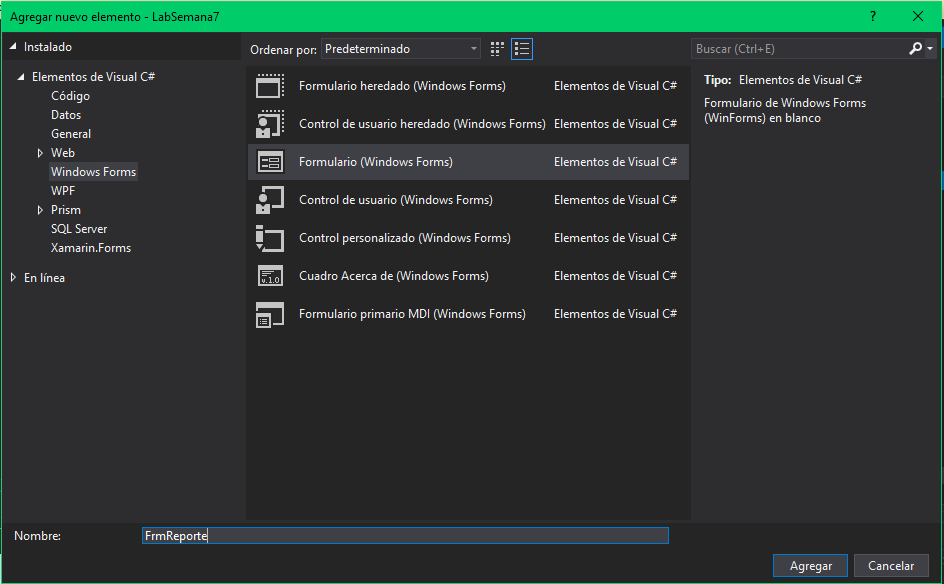 Agregar nuevo elemento - LabSemana7
?
Instalado
Elementos de Visual C#
Código
Datos
General
Web
Windows Forms
WPF
Prism
SQL Server
Xamarin.Forms
En línea
Ordenar por: Predeterminado
Formulario heredado (Windows Forms) Elementos de Visual C#
Control de usuario heredado (Windows Forms) Elementos de Visual C#
Formulario (Windows Forms) Elementos de Visual C#
Control de usuario (Windows Forms) Elementos de Visual C#
Control personalizado (Windows Forms) Elementos de Visual C#
v.1.0 Cuadro Acerca de (Windows Forms) Elementos de Visual C#
Formulario primario MDI (Windows Forms) Elementos de Visual C#
Buscar (Ctrl+E)
Tipo: Elementos de Visual C#
Formulario de Windows Forms
(WinForms) en blanco
Nombre: FrmReporte
Agregar Cancelar